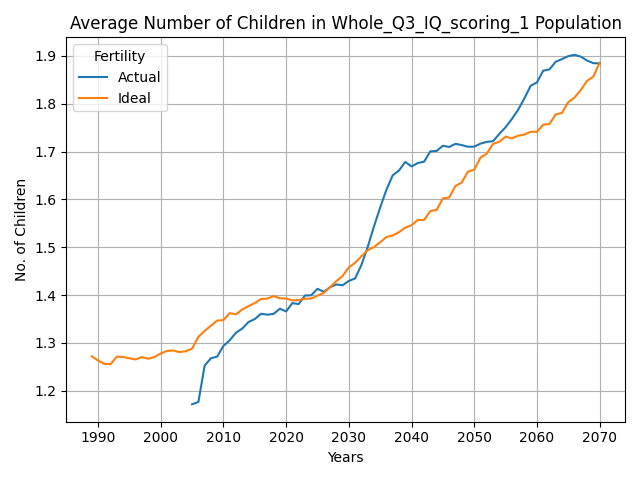 Average Number of Children in Whole_Q3_IQ_scoring_1 Population
Fertility
Actual
Ideal
No. of Children
1.9
1.8
1.7
1.6
1.5
1.4
1.3
1.2
1990 2000 2010 2020 2030 2040 2050 2060 2070
Years